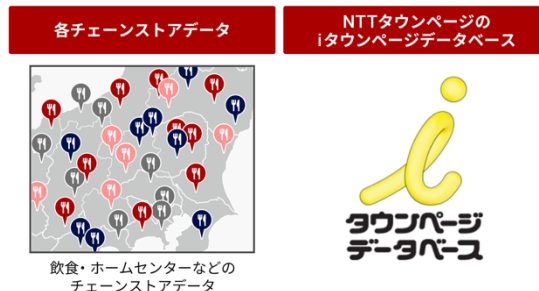 各チェーンストアデータ
飲食・ホームセンターなどの
チェーンストアデータ
NTTタウンページの
iタウンページデータベース
i
タウンページ
データベース